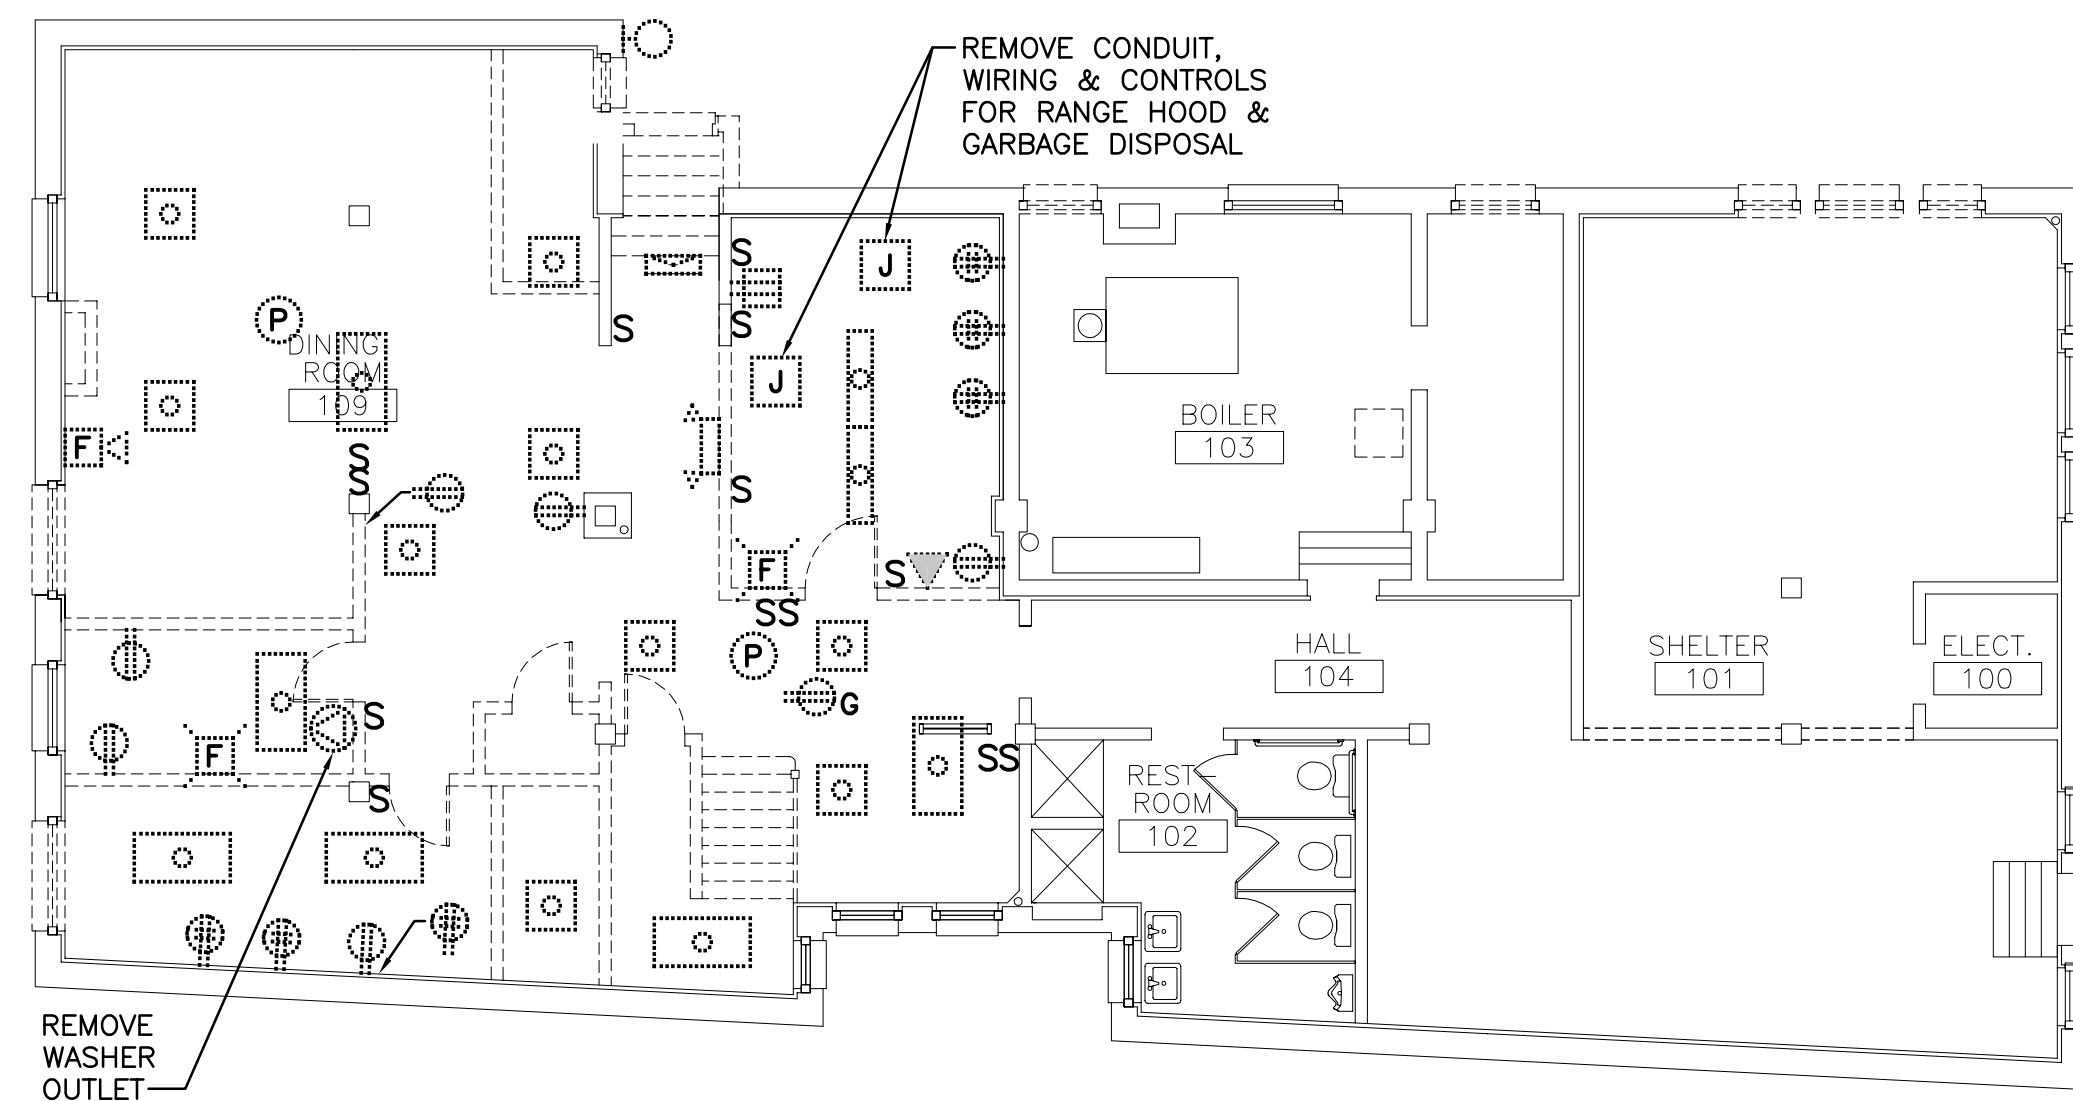 REMOVE CONDUIT,
WIRING & CONTROLS
FOR RANGE HOOD &
GARBAGE DISPOSAL
S
J
S
S
P
DINING
ROOM
109
J
BOILER
103
F
S
S
S
F
S
SS
P
HALL
104
SHELTER
101
ELECT.
100
G
S
F
SS
REST-
ROOM
102
S
REMOVE
WASHER
OUTLET